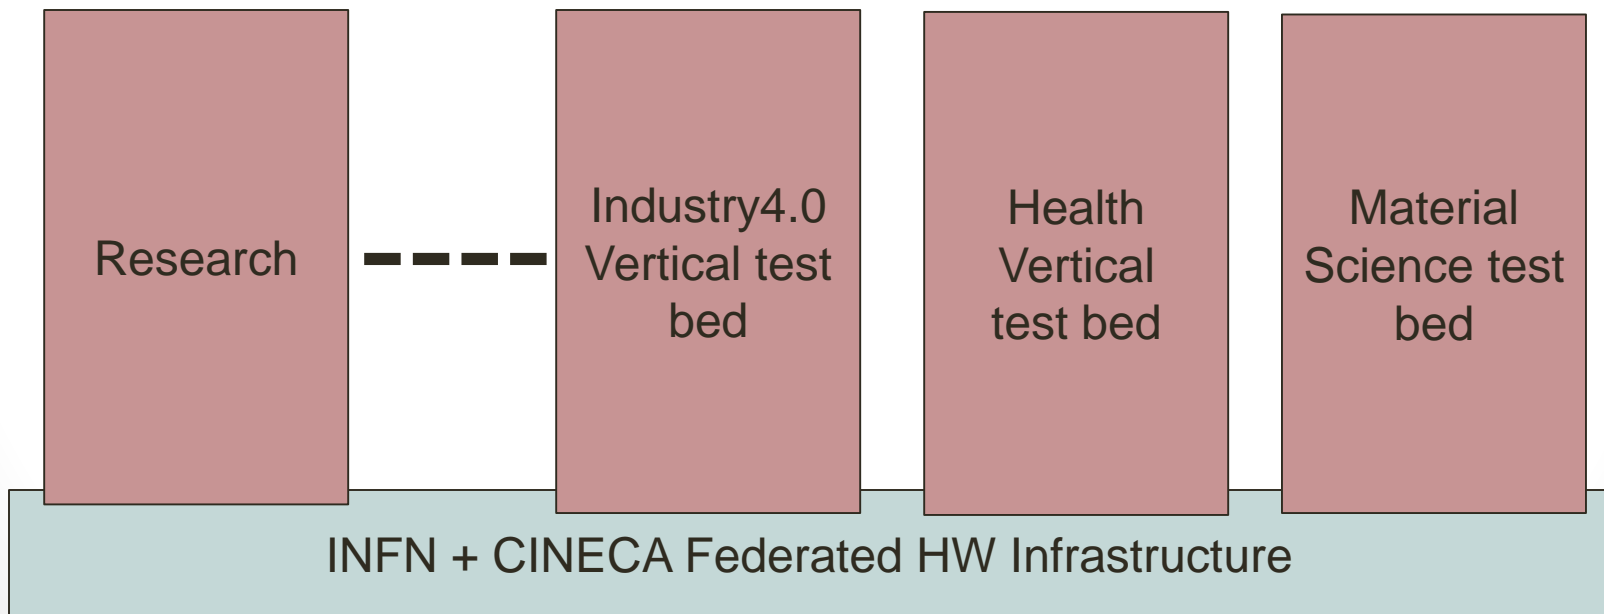 Research
Industry4.0
Vertical test
bed
Health
Vertical
test bed
Material
Science test
bed
INFN + CINECA Federated HW Infrastructure